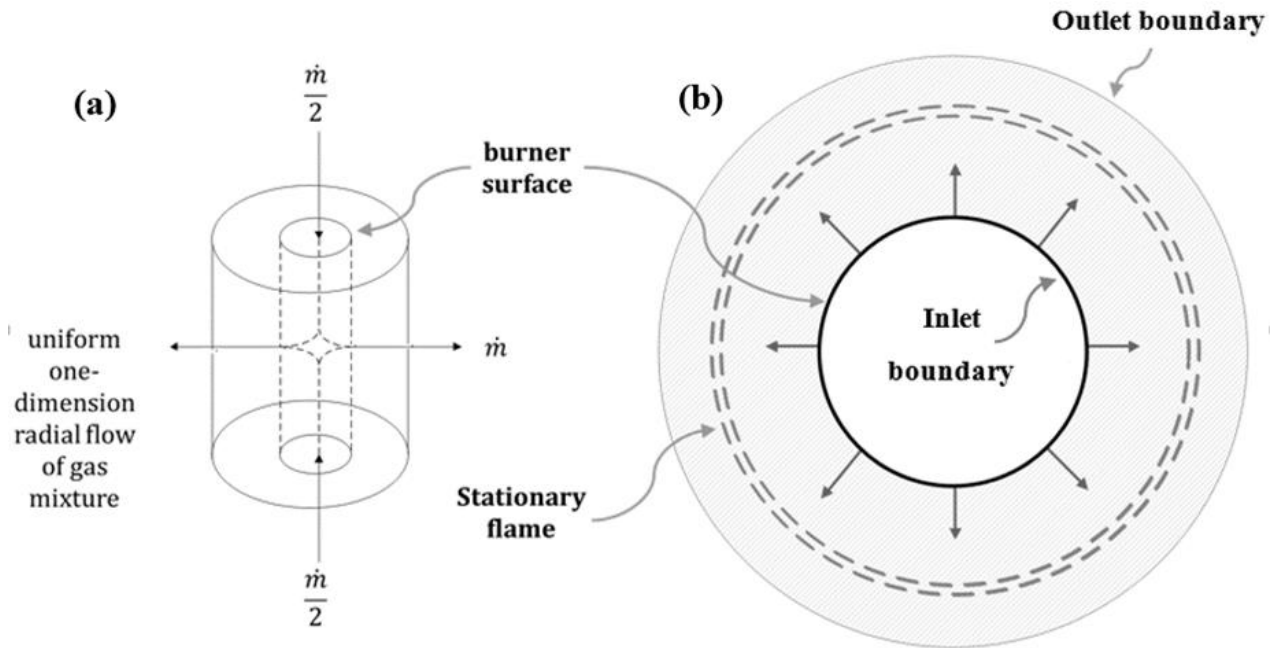 (a)
ṁ
2
burner
surface
uniform
one-
dimension
radial flow
of gas
mixture
ṁ
ṁ
2
(b)
Outlet boundary
Inlet
boundary
Stationary
flame